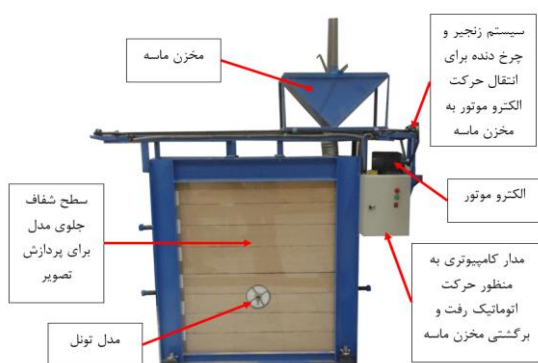 سیستم زنجیر و
چرخ دنده برای
انتقال حرکت
الکترو موتور به
مخزن ماسه
مخزن ماسه
الکترو موتور
سطح شفاف
جلوی مدل
برای پردازش
تصویر
مدار کامپیوتری به
منظور حرکت
اتوماتیک رفت و
برگشتی مخزن ماسه
مدل تونل